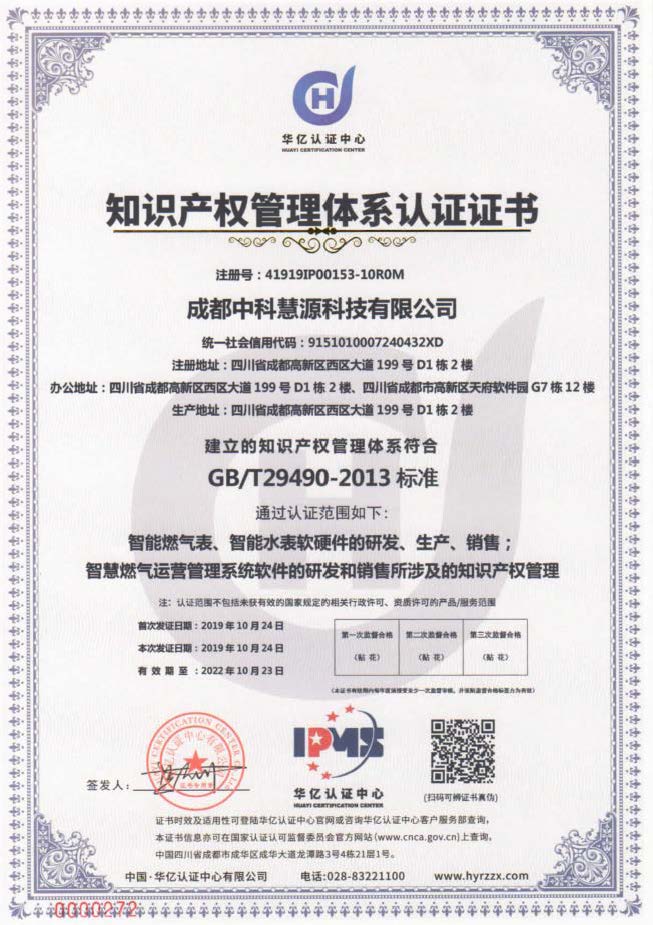 华亿认证中心
HUAYI CERTIFICATION CENTER
知识产权管理体系认证证书
注册号：41919IP00153-10R0M
成都中科慧源科技有限公司
统一社会信用代码：9151010007240432XD
注册地址：四川省成都高新区西区大道 199 号 D1 栋 2 楼
办公地址：四川省成都高新区西区大道 199 号 D1 栋 2 楼、四川省成都市高新区天府软件园 G7 栋 12 楼
生产地址：四川省成都高新区西区大道 199 号 D1 栋 2 楼
建立的知识产权管理体系符合
GB/T29490-2013 标准
通过认证范围如下：
智能燃气表、智能水表软硬件的研发、生产、销售；
智慧燃气运营管理系统软件的研发和销售所涉及的知识产权管理
注：认证范围不包括未获有效的国家规定的相关行政许可、资质许可的产品/服务范围
首次发证日期：2019 年 10 月 24 日
本次发证日期：2019 年 10 月 24 日
有 效 期 至：2022 年 10 月 23 日
第一次监督合格 第二次监督合格 第三次监督合格
（贴 花） （贴 花） （贴 花）
签发人：
证书专用章
IPMS
华亿认证中心
HUAYI CERTIFICATION CENTER
(扫码可辨证书真伪)
证书时效及适用性可登陆华亿认证中心官网或咨询华亿认证中心客户服务部查询，
本证书信息亦可在国家认证认可监督委员会官方网站(www.cnca.gov.cn)上查询。
中国四川省成都市成华区成华大道龙潭路3号4栋21层1号。
中国·华亿认证中心有限公司 电话:028-83221100 www.hyrzzx.com
0000272